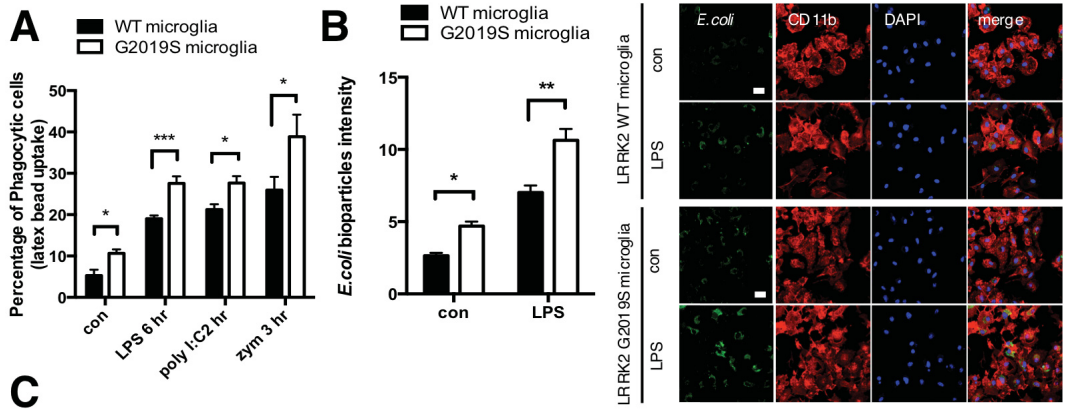 A
WT microglia
G2019S microglia
Percentage of Phagocytic cells
(latex bead uptake)
50
40
30
20
10
0
*
***
*
*
con
LPS 6 hr
poly I:C2 hr
zym 3 hr
B
WT microglia
G2019S microglia
E.coli bioparticles intensity
15
10
5
0
*
**
con
LPS
E.coli
CD11b
DAPI
merge
LRRK2 WT microglia
con
LPS
LRRK2 G2019S microglia
con
LPS
C